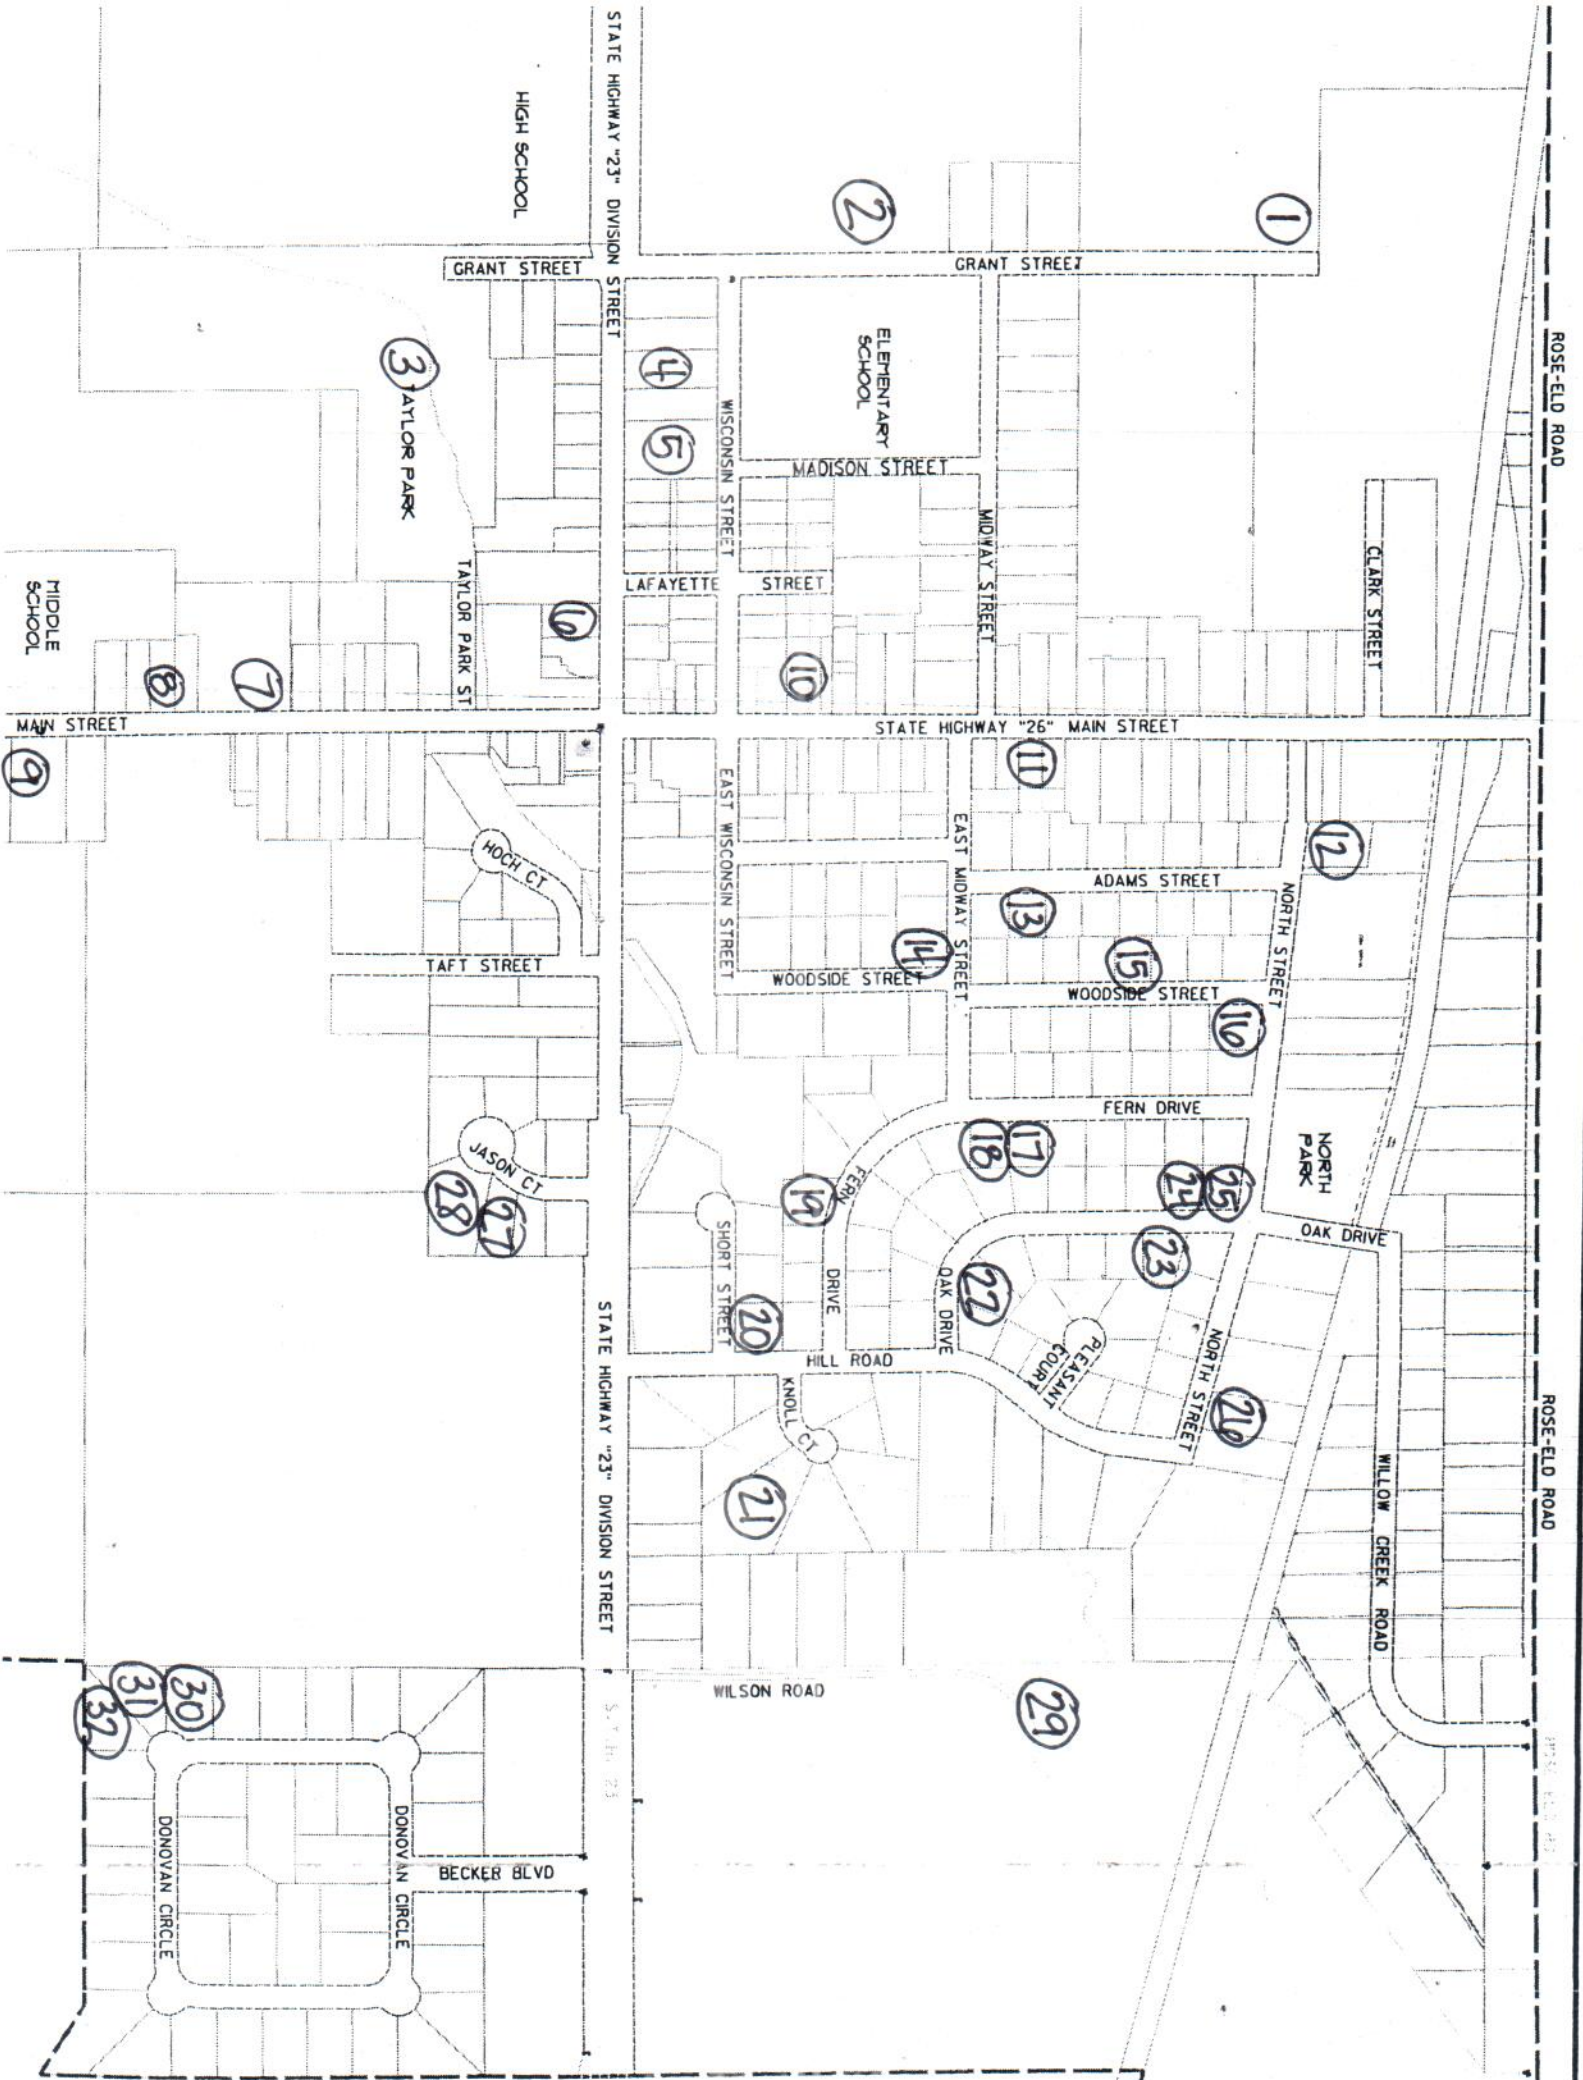 ROSE-ELD ROAD
ROSE-ELD ROAD
STATE HIGHWAY "23" DIVISION STREET
HIGH SCHOOL
1
2
GRANT STREET
GRANT STREET
3
TAYLOR PARK
4
5
WISCONSIN STREET
ELEMENTARY
SCHOOL
MADISON STREET
MIDWAY STREET
CLARK STREET
LAFAYETTE STREET
TAYLOR PARK ST
MIDDLE
SCHOOL
6
7
8
9
10
MAIN STREET
STATE HIGHWAY "26" MAIN STREET
11
12
EAST WISCONSIN STREET
EAST MIDWAY STREET
HOCH CT
ADAMS STREET
NORTH STREET
13
14
15
16
TAFT STREET
WOODSIDE STREET
WOODSIDE STREET
FERN DRIVE
NORTH
PARK
17
18
19
FERN
DRIVE
24
25
23
22
OAK DRIVE
OAK DRIVE
JASON CT
28
27
SHORT STREET
20
HILL ROAD
PLEASANT
COURT
NORTH STREET
26
KNOLL CT
21
STATE HIGHWAY "23" DIVISION STREET
WILLOW CREEK ROAD
WILSON ROAD
29
S.T.H. 23
30
31
32
DONOVAN CIRCLE
DONOVAN CIRCLE
BECKER BLVD